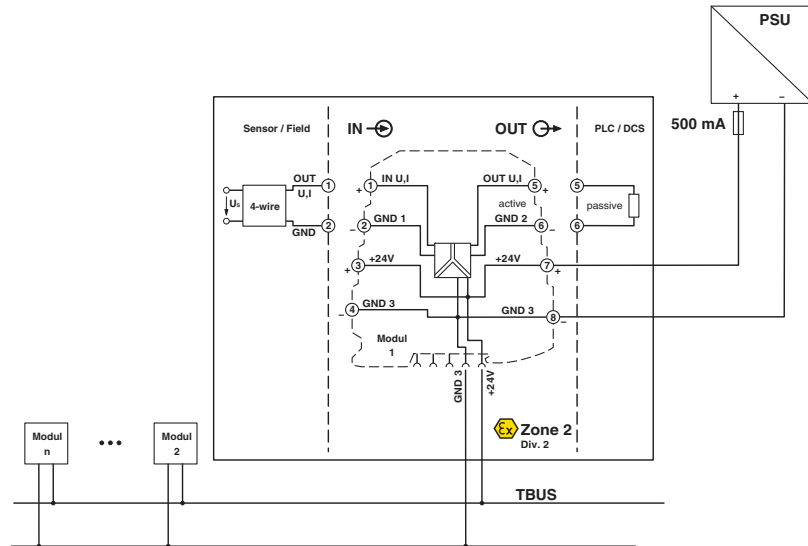 PSU
+ −
500 mA
Sensor / Field
IN
OUT
PLC / DCS
OUT
U,I
1
1
IN U,I
OUT U,I
5
5
+
+
Us
4-wire
active
passive
GND
2
2
GND 1
GND 2
6
6
−
−
3
+24V
+24V
7
+
+
4
GND 3
GND 3
8
−
−
Modul
1
GND 3
+24V
Ex
Zone 2
Div. 2
Modul
n
•••
Modul
2
TBUS